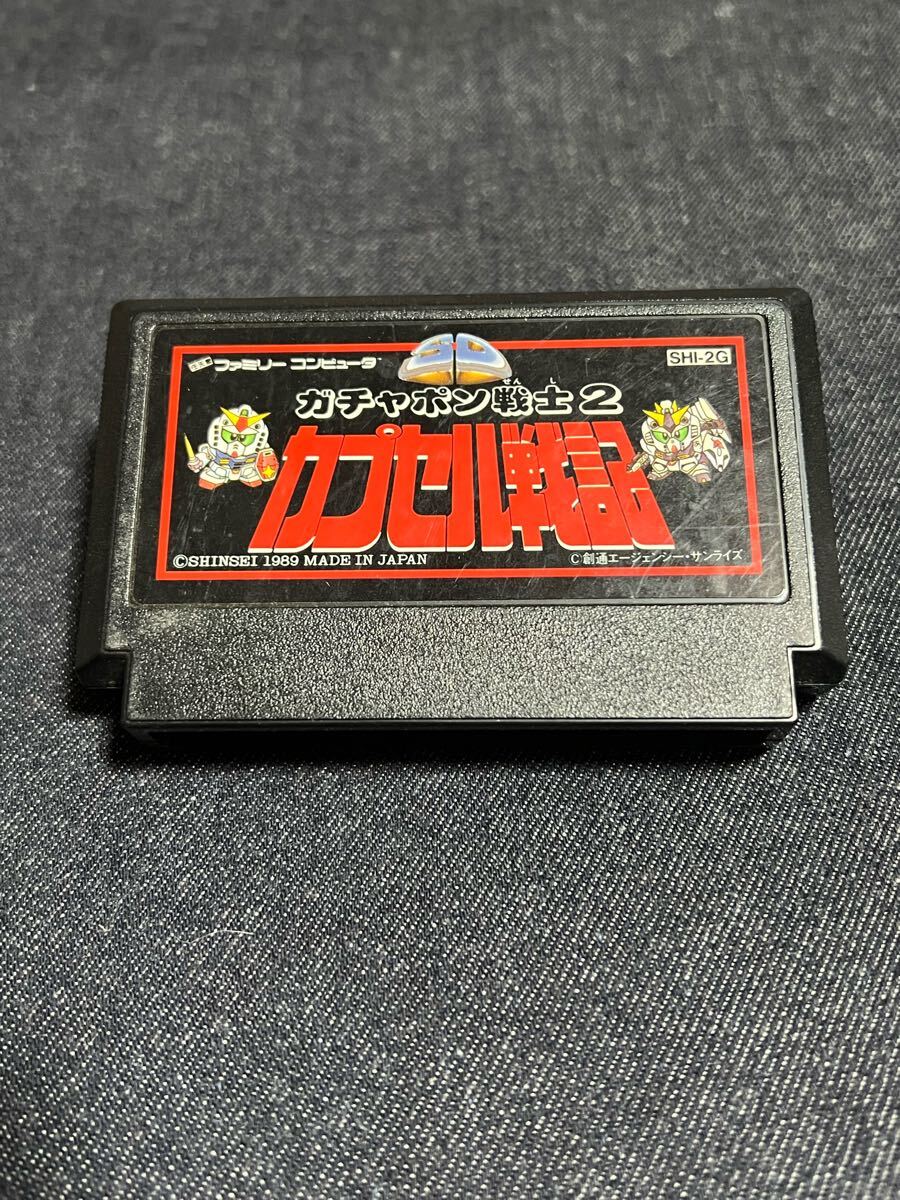 ファミリー コンピュータ™
SD
SHI-2G
せん し
ガチャポン戦士2
カプセル戦記
©SHINSEI 1989 MADE IN JAPAN
©創通エージェンシー・サンライズ